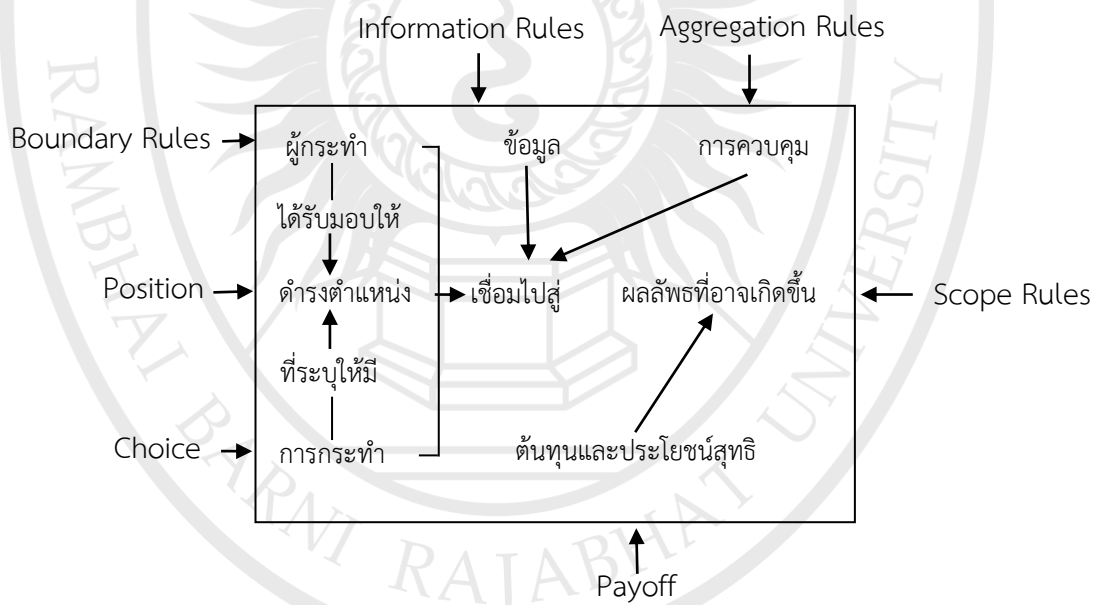 Information Rules
Aggregation Rules
Boundary Rules
ผู้กระทำ
ข้อมูล
การควบคุม
ได้รับมอบให้
Position
ดำรงตำแหน่ง
เชื่อมไปสู่
ผลลัพธที่อาจเกิดขึ้น
Scope Rules
ที่ระบุให้มี
Choice
การกระทำ
ต้นทุนและประโยชน์สุทธิ
Payoff
RAMBHAI BARNI RAJABHAT UNIVERSITY